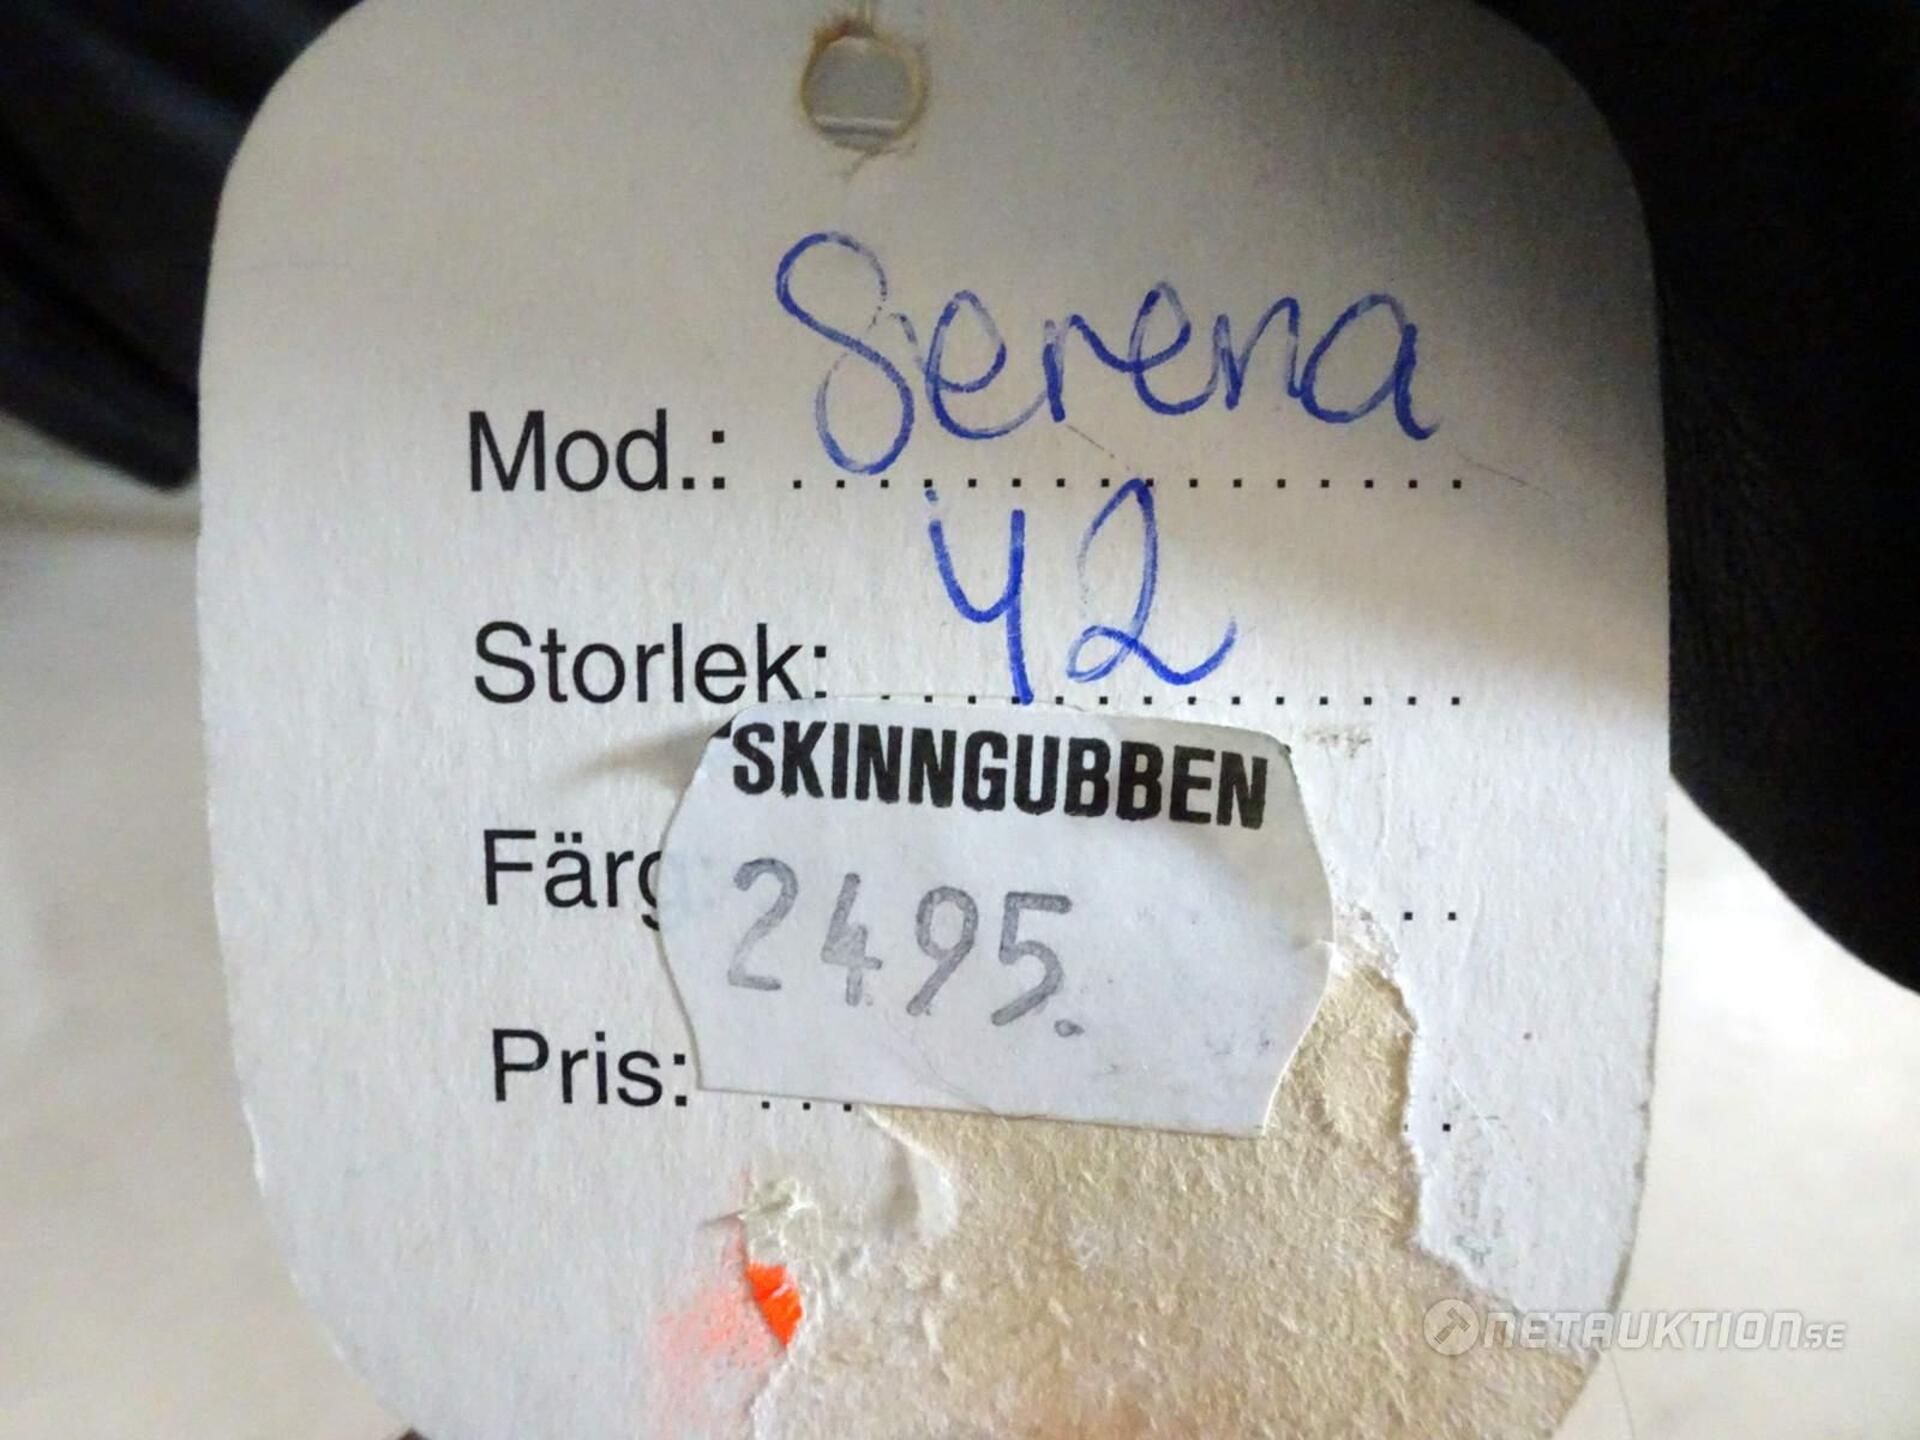 Mod.: Serena
Storlek: 42
SKINNGUBBEN
Färg
2495.
Pris:
NETAUKTION.SE